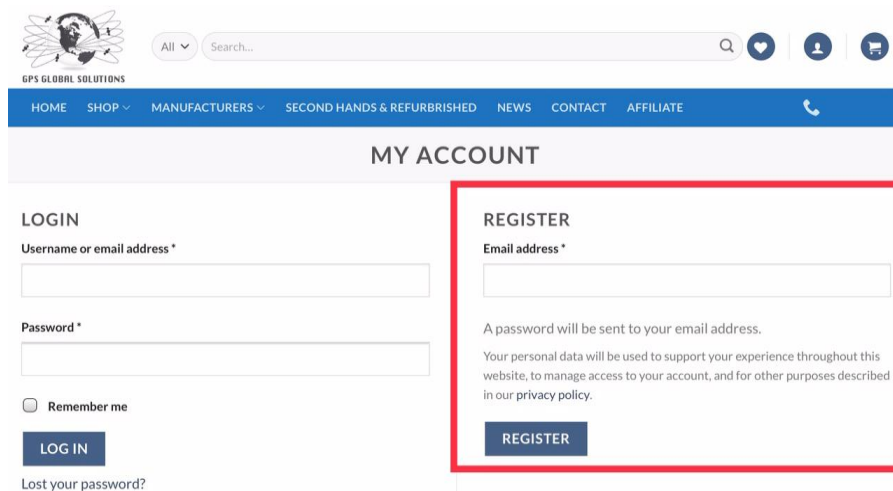 GPS GLOBAL SOLUTIONS
All
Search...
HOME SHOP MANUFACTURERS SECOND HANDS & REFURBRISHED NEWS CONTACT AFFILIATE
MY ACCOUNT
LOGIN
Username or email address *
Password *
Remember me
LOG IN
Lost your password?
REGISTER
Email address *
A password will be sent to your email address.
Your personal data will be used to support your experience throughout this
website, to manage access to your account, and for other purposes described
in our privacy policy.
REGISTER